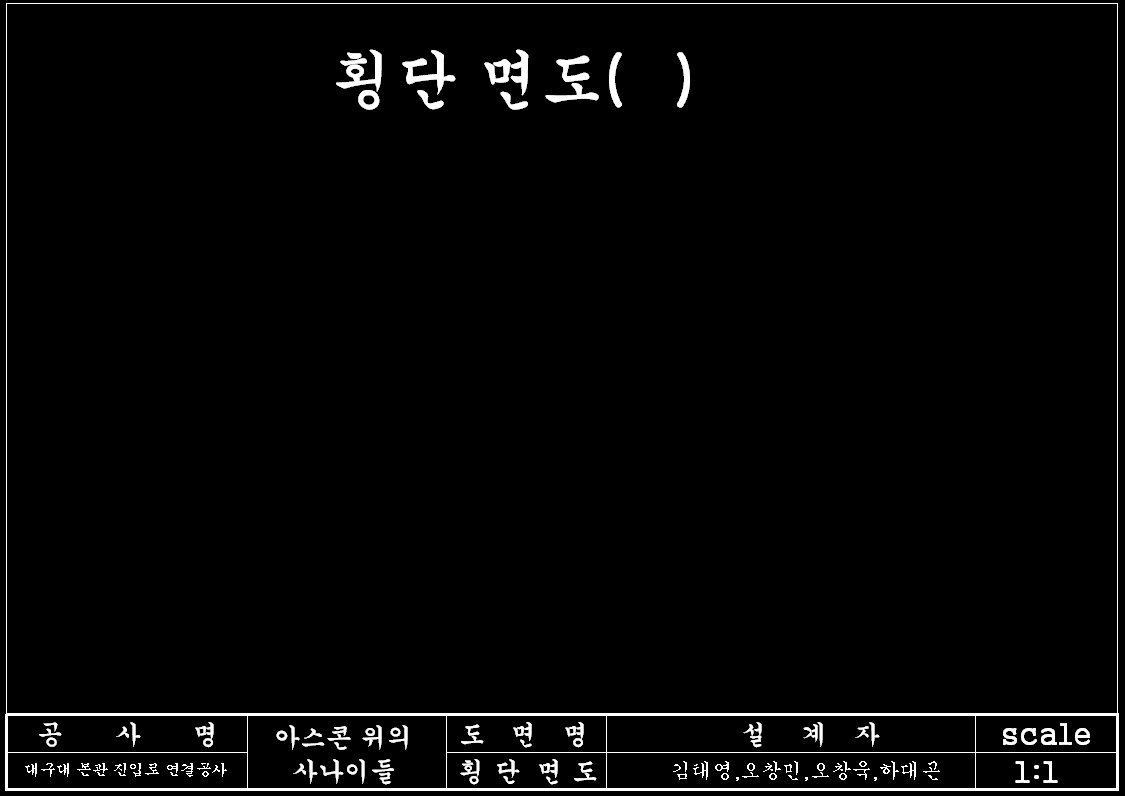 횡단 면도( )
공 사 명
대구대 본관 진입로 연결공사
아스콘 위의
사나이들
도 면 명
횡 단 면 도
설 계 자
김태영,오창민,오창육,하대곤
scale
1:1